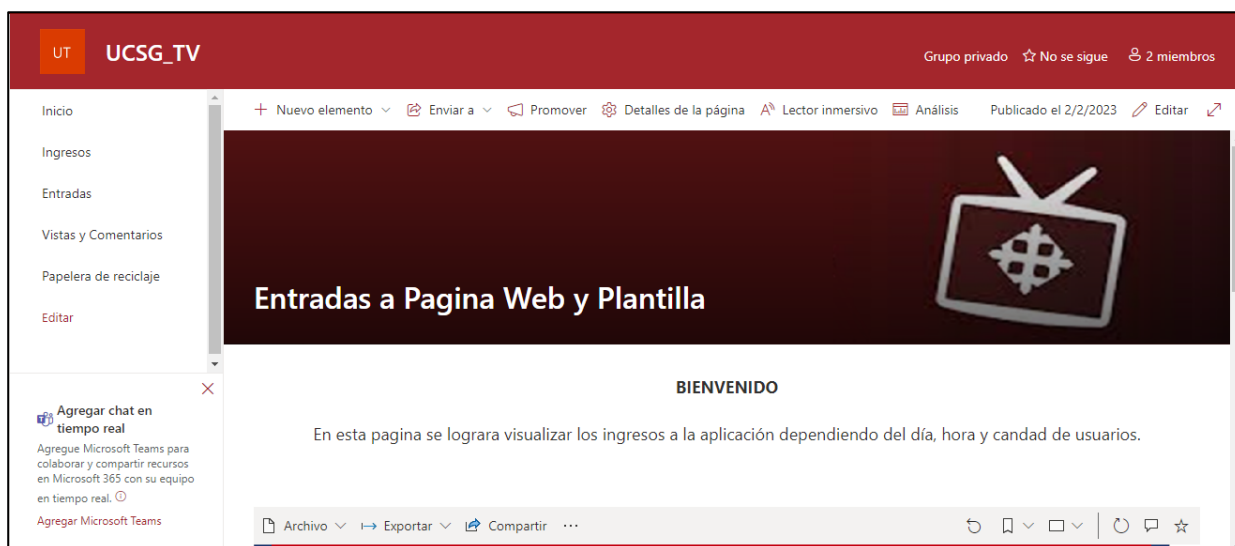 UT
UCSG_TV
Grupo privado
No se sigue
2 miembros
Inicio
Ingresos
Entradas
Vistas y Comentarios
Papelera de reciclaje
Editar
Nuevo elemento
Enviar a
Promover
Detalles de la página
Lector inmersivo
Análisis
Publicado el 2/2/2023
Editar
Entradas a Pagina Web y Plantilla
Agregar chat en
tiempo real
Agregue Microsoft Teams para
colaborar y compartir recursos
en Microsoft 365 con su equipo
en tiempo real.
Agregar Microsoft Teams
BIENVENIDO
En esta pagina se lograra visualizar los ingresos a la aplicación dependiendo del día, hora y candad de usuarios.
Archivo
Exportar
Compartir